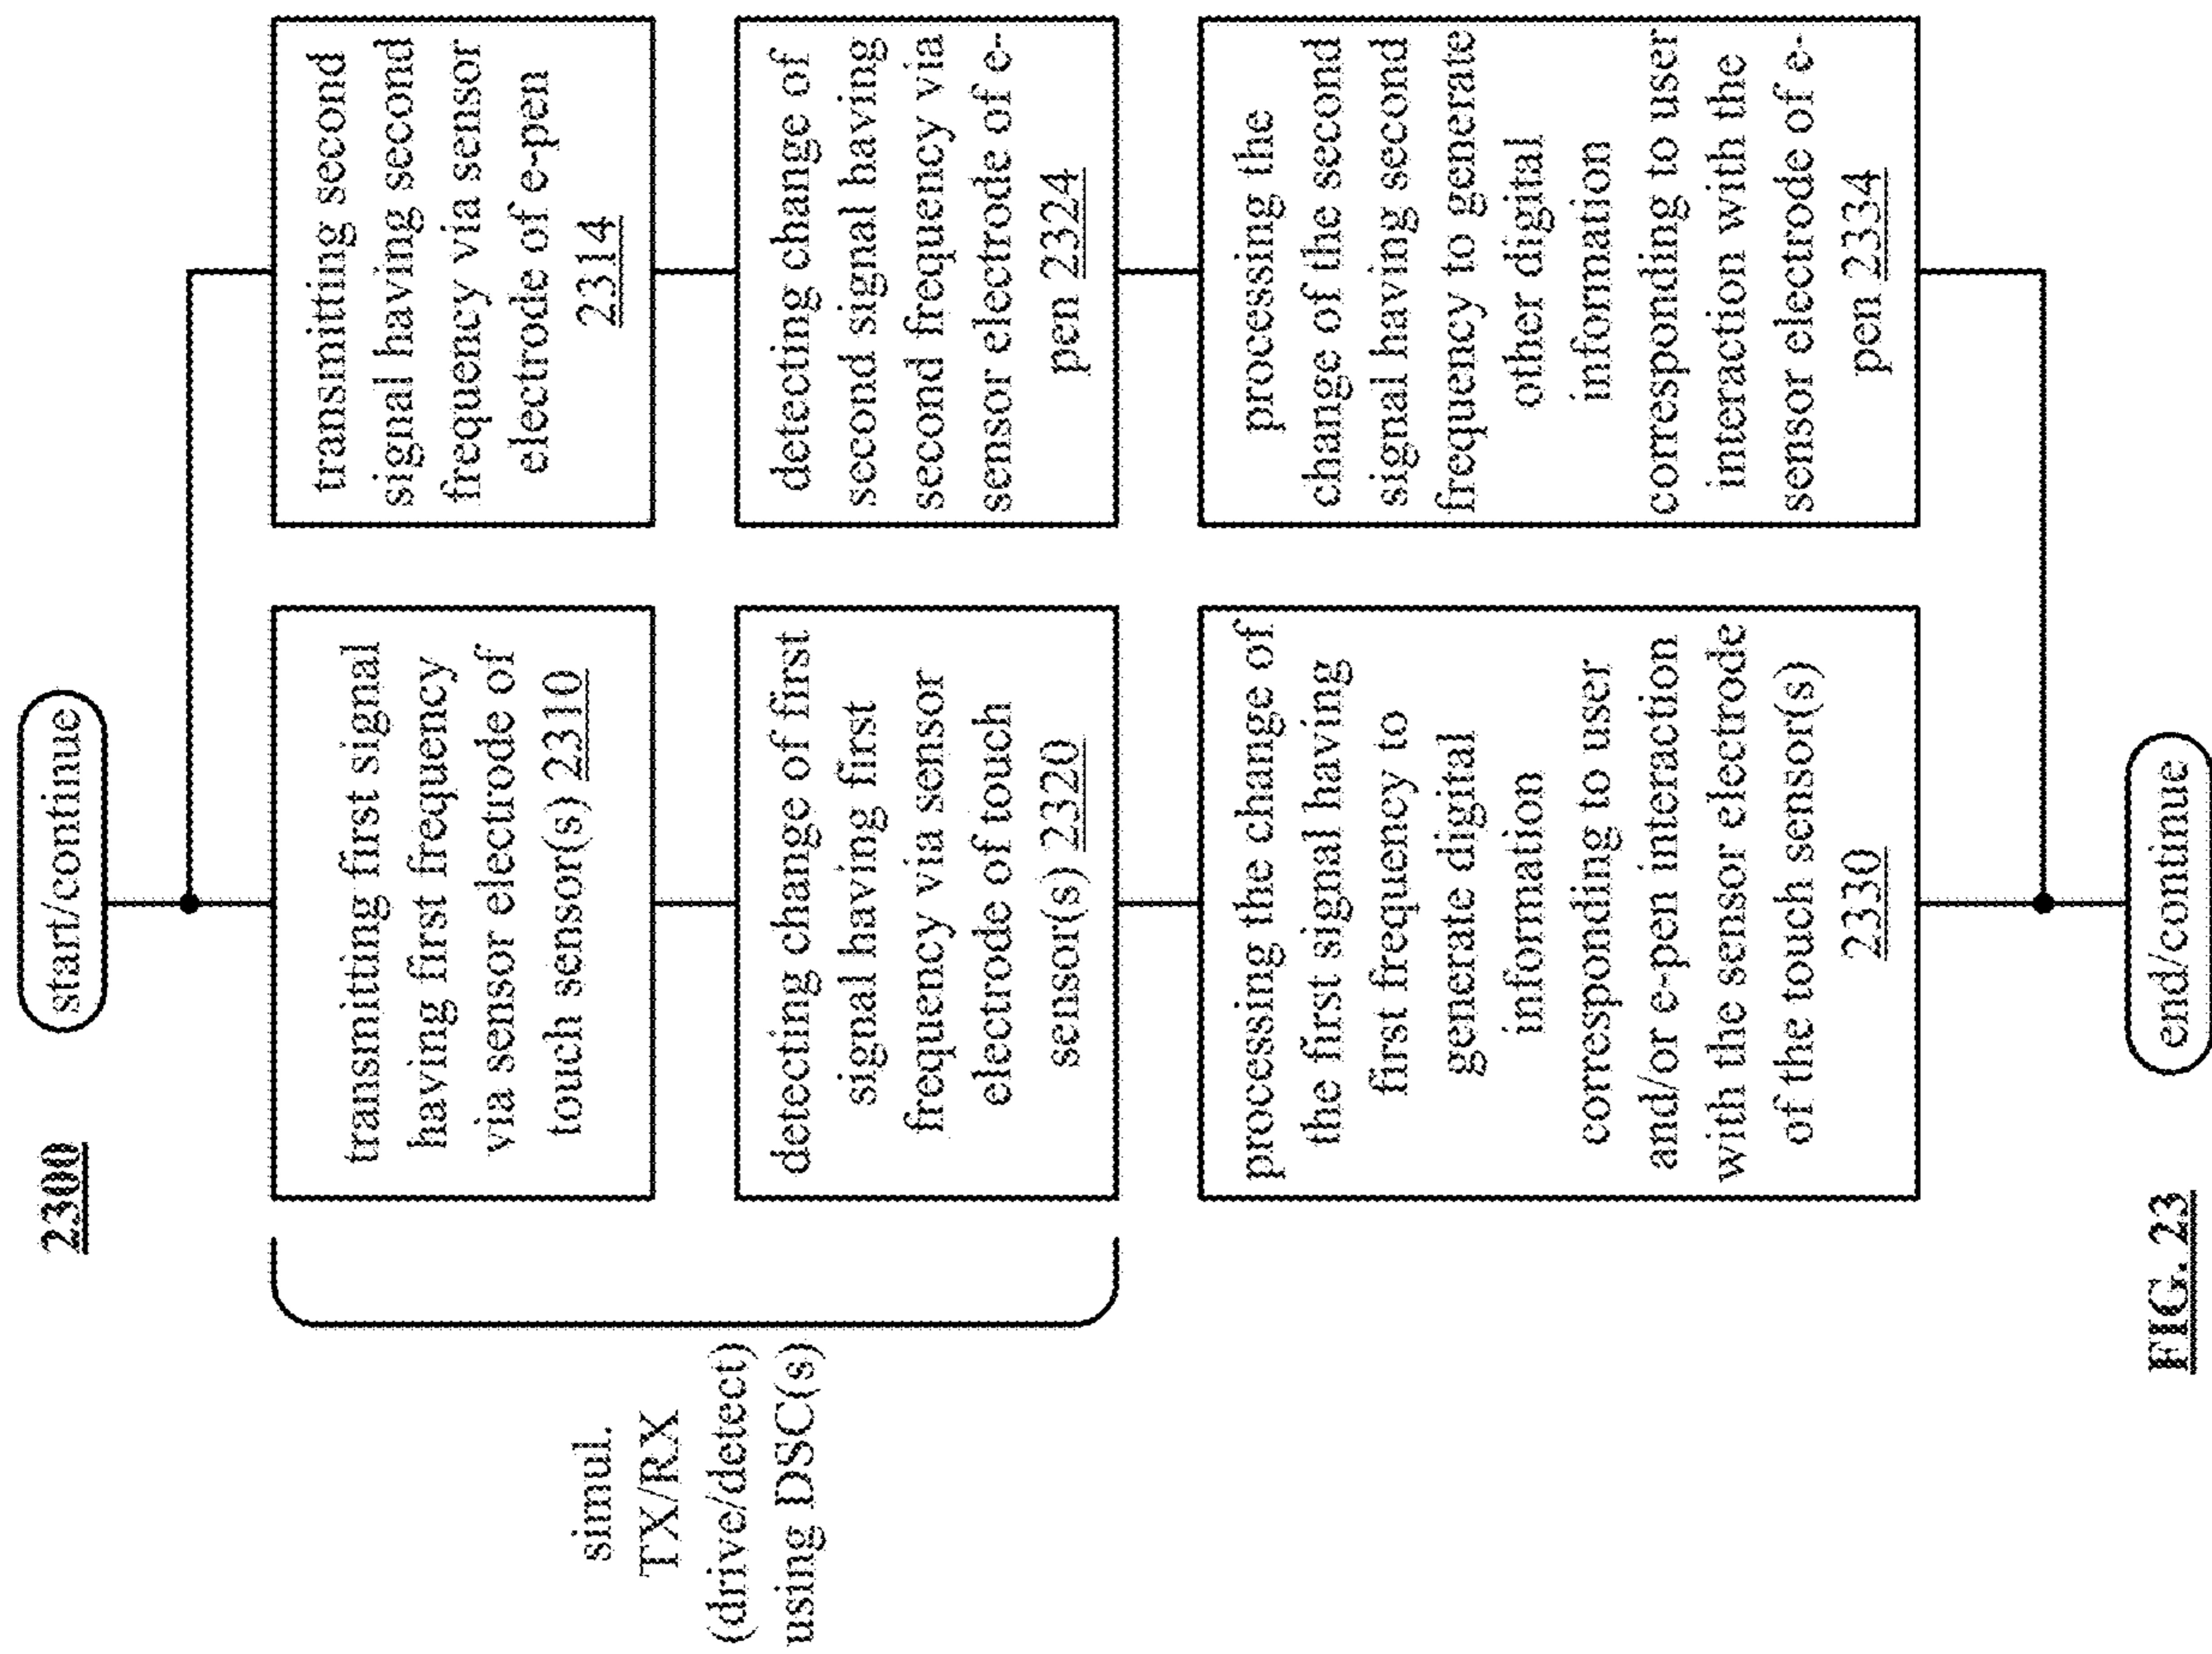 2300
start/continue
simul.
TX/RX
(drive/detect)
using DSC(s)
transmitting first signal
having first frequency
via sensor electrode of
touch sensor(s) 2310
detecting change of first
signal having first
frequency via sensor
electrode of touch
sensor(s) 2320
processing the change of
the first signal having
first frequency to
generate digital
information
corresponding to user
and/or e-pen interaction
with the sensor electrode
of the touch sensor(s)
2330
transmitting second
signal having second
frequency via sensor
electrode of e-pen
2314
detecting change of
second signal having
second frequency via
sensor electrode of e-
pen 2324
processing the
change of the second
signal having second
frequency to generate
other digital
information
corresponding to user
interaction with the
sensor electrode of e-
pen 2334
end/continue
FIG. 23